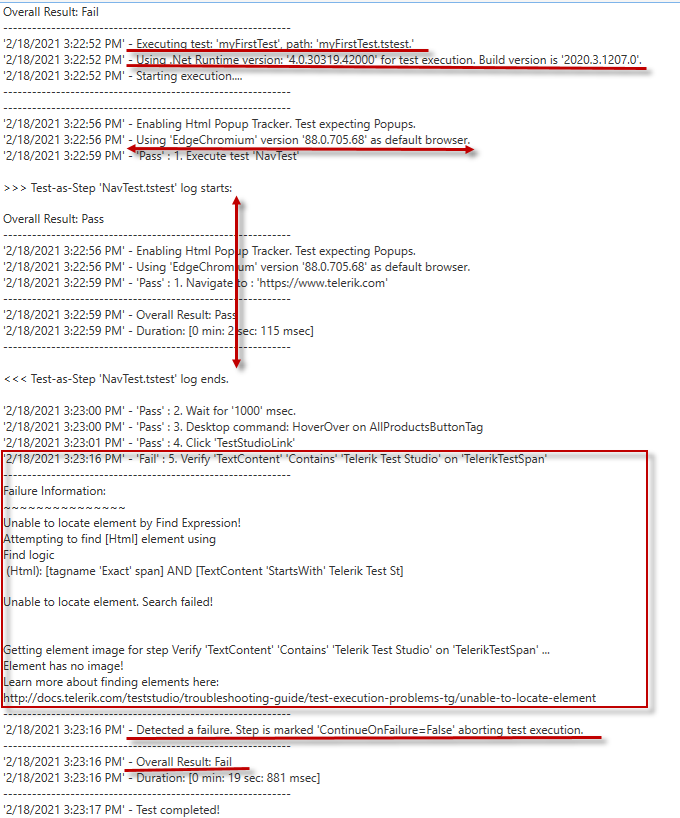 Overall Result: Fail
------------------------------------------------------------
'2/18/2021 3:22:52 PM' - Executing test: 'myFirstTest', path: 'myFirstTest.tstest.'
'2/18/2021 3:22:52 PM' - Using .Net Runtime version: '4.0.30319.42000' for test execution. Build version is '2020.3.1207.0'.
'2/18/2021 3:22:52 PM' - Starting execution....
------------------------------------------------------------
------------------------------------------------------------
'2/18/2021 3:22:56 PM' - Enabling Html Popup Tracker. Test expecting Popups.
'2/18/2021 3:22:56 PM' - Using 'EdgeChromium' version '88.0.705.68' as default browser.
'2/18/2021 3:22:59 PM' - 'Pass' : 1. Execute test 'NavTest'
>>> Test-as-Step 'NavTest.tstest' log starts:
Overall Result: Pass
------------------------------------------------------------
'2/18/2021 3:22:56 PM' - Enabling Html Popup Tracker. Test expecting Popups.
'2/18/2021 3:22:56 PM' - Using 'EdgeChromium' version '88.0.705.68' as default browser.
'2/18/2021 3:22:59 PM' - 'Pass' : 1. Navigate to : 'https://www.telerik.com'
------------------------------------------------------------
'2/18/2021 3:22:59 PM' - Overall Result: Pass
'2/18/2021 3:22:59 PM' - Duration: [0 min: 2 sec: 115 msec]
------------------------------------------------------------
<<< Test-as-Step 'NavTest.tstest' log ends.
'2/18/2021 3:23:00 PM' - 'Pass' : 2. Wait for '1000' msec.
'2/18/2021 3:23:00 PM' - 'Pass' : 3. Desktop command: HoverOver on AllProductsButtonTag
'2/18/2021 3:23:01 PM' - 'Pass' : 4. Click 'TestStudioLink'
'2/18/2021 3:23:16 PM' - 'Fail' : 5. Verify 'TextContent' 'Contains' 'Telerik Test Studio' on 'TelerikTestSpan'
------------------------------------------------------------
Failure Information:
~~~~~~~~~~~~~~~
Unable to locate element by Find Expression!
Attempting to find [Html] element using
Find logic
(Html): [tagname 'Exact' span] AND [TextContent 'StartsWith' Telerik Test St]
Unable to locate element. Search failed!
Getting element image for step Verify 'TextContent' 'Contains' 'Telerik Test Studio' on 'TelerikTestSpan' ...
Element has no image!
Learn more about finding elements here:
http://docs.telerik.com/teststudio/troubleshooting-guide/test-execution-problems-tg/unable-to-locate-element
------------------------------------------------------------
'2/18/2021 3:23:16 PM' - Detected a failure. Step is marked 'ContinueOnFailure=False' aborting test execution.
------------------------------------------------------------
'2/18/2021 3:23:16 PM' - Overall Result: Fail
'2/18/2021 3:23:16 PM' - Duration: [0 min: 19 sec: 881 msec]
------------------------------------------------------------
'2/18/2021 3:23:17 PM' - Test completed!